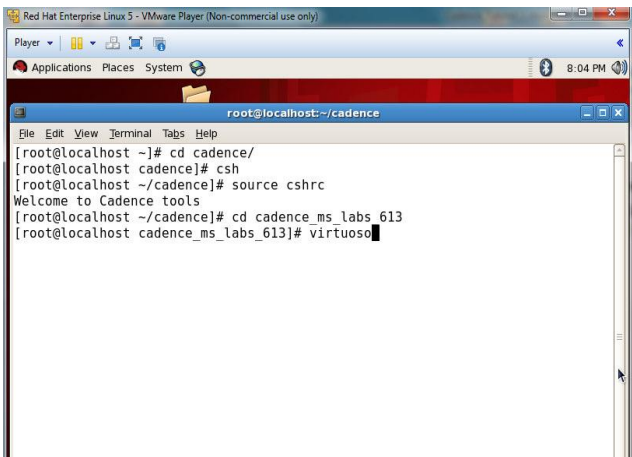 Red Hat Enterprise Linux 5 - VMware Player (Non-commercial use only)
Player
Applications Places System 8:04 PM
root@localhost:~/cadence
File Edit View Terminal Tabs Help
[root@localhost ~]# cd cadence/
[root@localhost cadence]# csh
[root@localhost ~/cadence]# source cshrc
Welcome to Cadence tools
[root@localhost ~/cadence]# cd cadence_ms_labs_613
[root@localhost cadence_ms_labs_613]# virtuoso